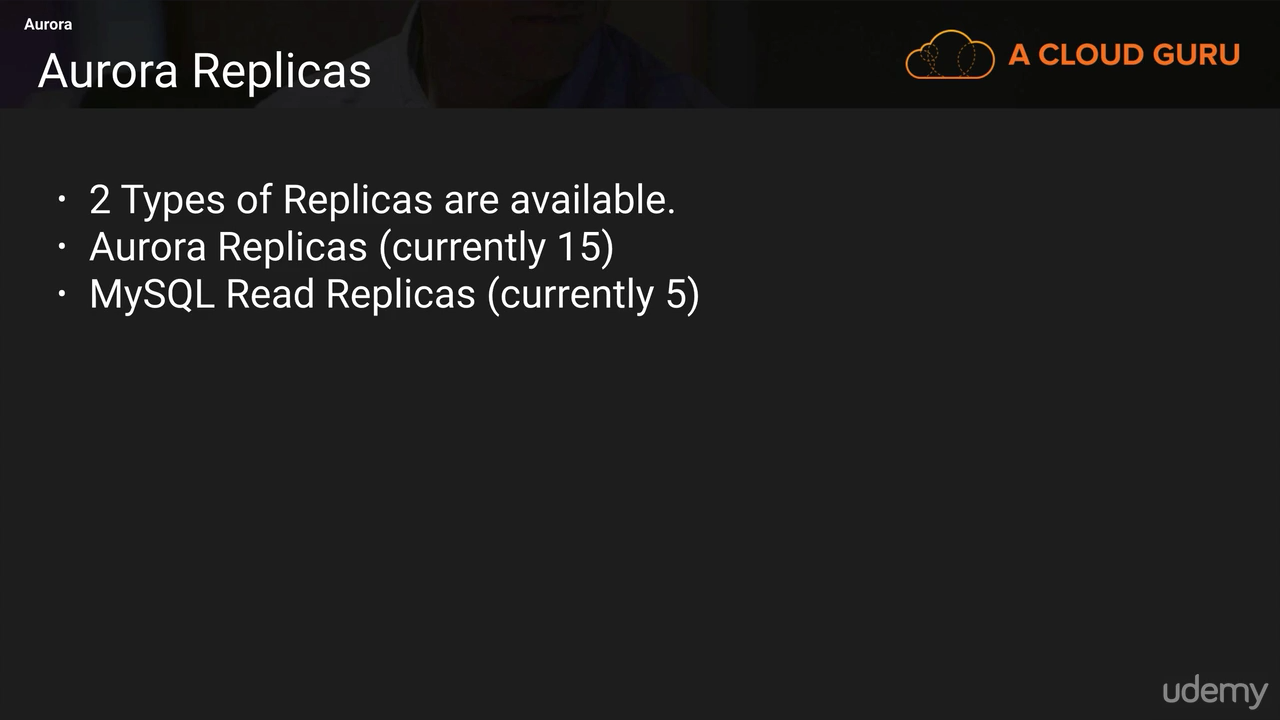 Aurora
Aurora Replicas
A CLOUD GURU
• 2 Types of Replicas are available.
• Aurora Replicas (currently 15)
• MySQL Read Replicas (currently 5)
udemy